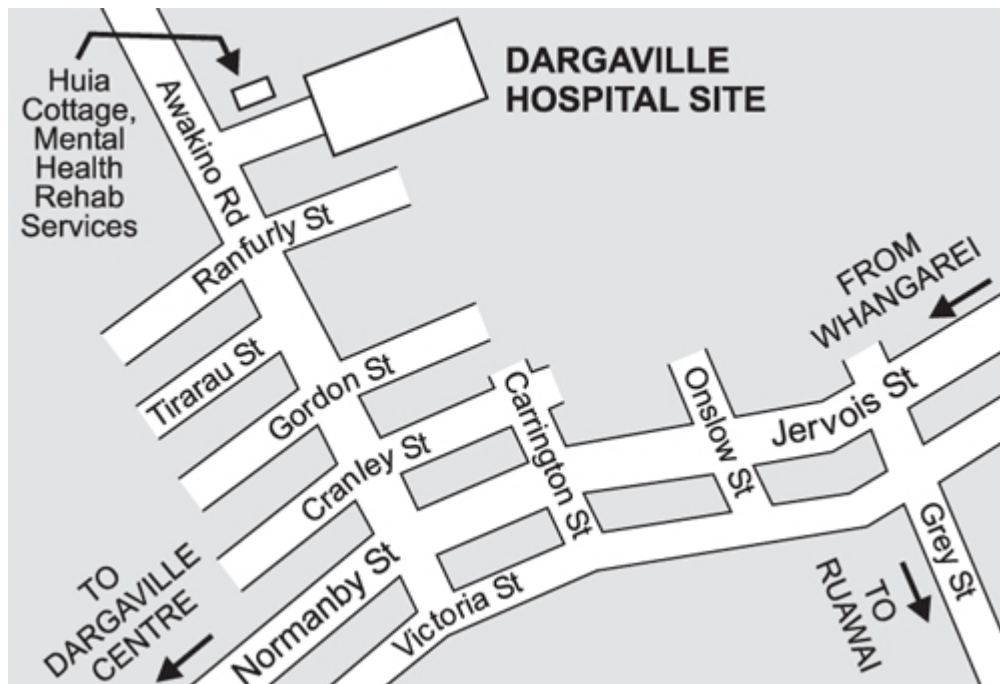 DARGAVILLE
HOSPITAL SITE
Huia
Cottage,
Mental
Health
Rehab
Services
Awakino Rd
Ranfurly St
FROM
WHANGAREI
Tirarau St
Gordon St
Carrington St
Onslow St
Jervois St
Cranley St
Grey St
TO
DARGAVILLE
CENTRE
Normanby St
Victoria St
TO
RUAWAI